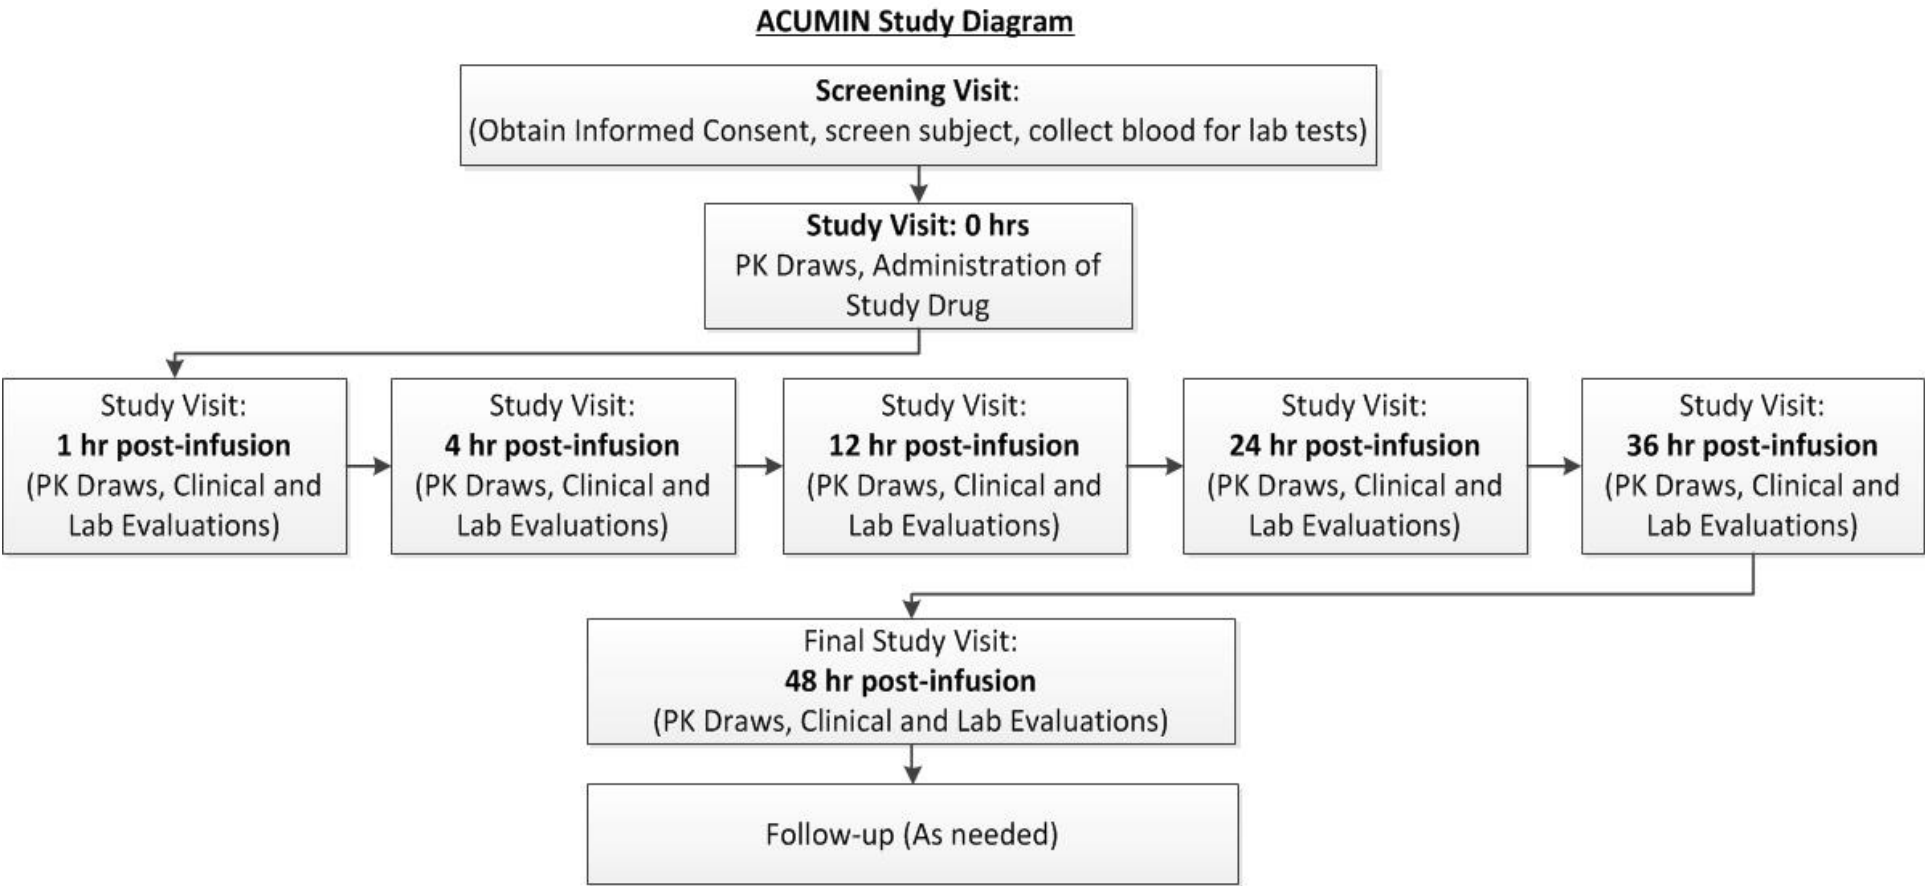 ACUMIN Study Diagram
Screening Visit:
(Obtain Informed Consent, screen subject, collect blood for lab tests)
Study Visit: 0 hrs
PK Draws, Administration of
Study Drug
Study Visit:
1 hr post-infusion
(PK Draws, Clinical and
Lab Evaluations)
Study Visit:
4 hr post-infusion
(PK Draws, Clinical and
Lab Evaluations)
Study Visit:
12 hr post-infusion
(PK Draws, Clinical and
Lab Evaluations)
Study Visit:
24 hr post-infusion
(PK Draws, Clinical and
Lab Evaluations)
Study Visit:
36 hr post-infusion
(PK Draws, Clinical and
Lab Evaluations)
Final Study Visit:
48 hr post-infusion
(PK Draws, Clinical and Lab Evaluations)
Follow-up (As needed)